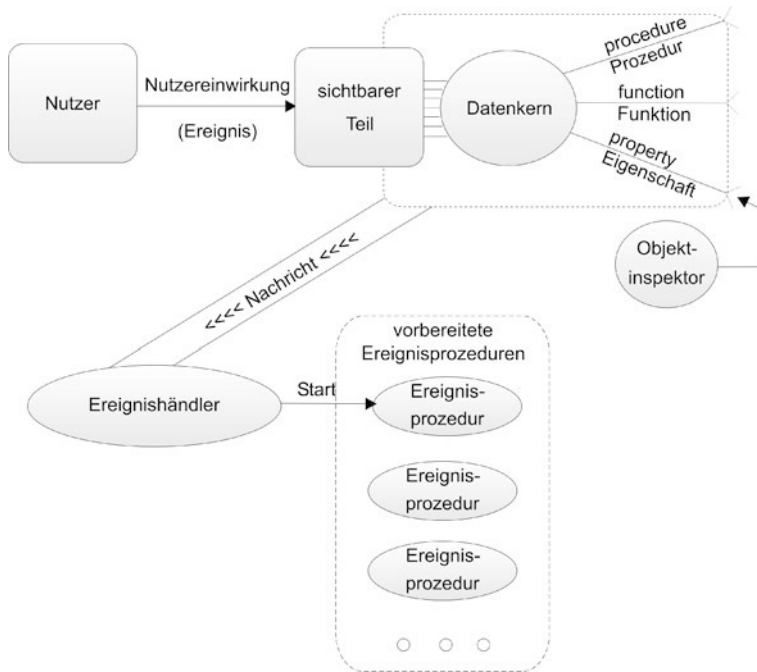 Nutzer
Nutzereinwirkung
(Ereignis)
sichtbarer
Teil
Datenkern
procedure
Prozedur
function
Funktion
property
Eigenschaft
Objekt-
inspektor
<<<< Nachricht <<<<
vorbereitete
Ereignisprozeduren
Ereignishändler
Start
Ereignis-
prozedur
Ereignis-
prozedur
Ereignis-
prozedur